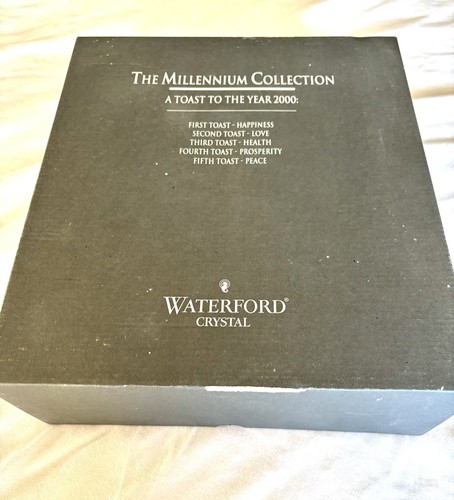 THE MILLENNIUM COLLECTION
A TOAST TO THE YEAR 2000:
FIRST TOAST - HAPPINESS
SECOND TOAST - LOVE
THIRD TOAST - HEALTH
FOURTH TOAST - PROSPERITY
FIFTH TOAST - PEACE
WATERFORD®
CRYSTAL